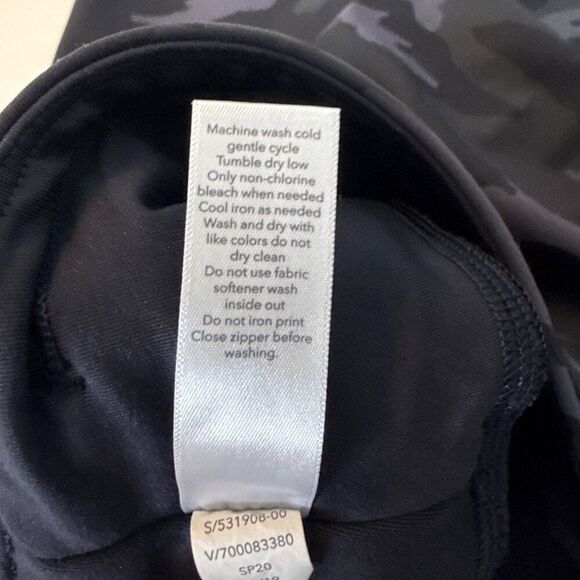 Machine wash cold
gentle cycle
Tumble dry low
Only non-chlorine
bleach when needed
Cool iron as needed
Wash and dry with
like colors do not
dry clean
Do not use fabric
softener wash
inside out
Do not iron print
Close zipper before
washing.
S/531908-00
V/700083380
SP20